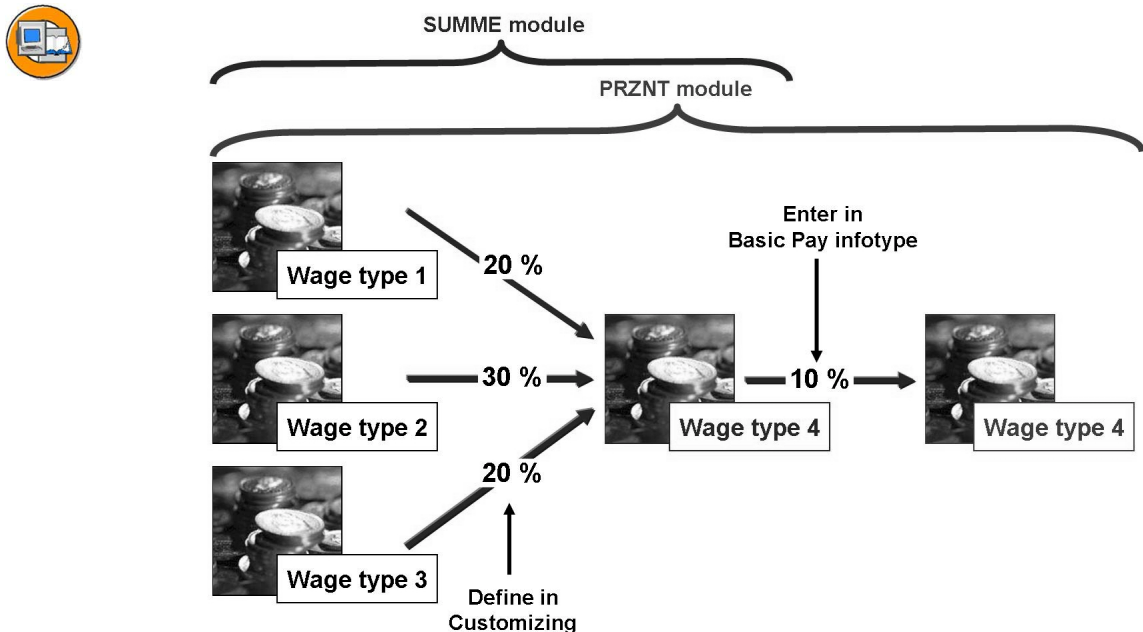 SUMME module
PRZNT module
Enter in
Basic Pay infotype
Wage type 1
20 %
Wage type 2
30 %
Wage type 4
10 %
Wage type 4
Wage type 3
20 %
Define in
Customizing